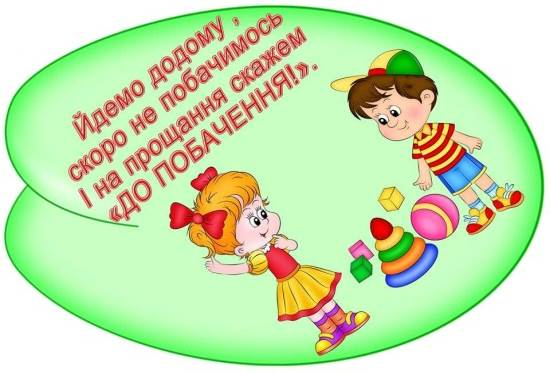 Йдемо додому ,
скоро не побачимось
І на прощання скажем
«ДО ПОБАЧЕННЯ!».